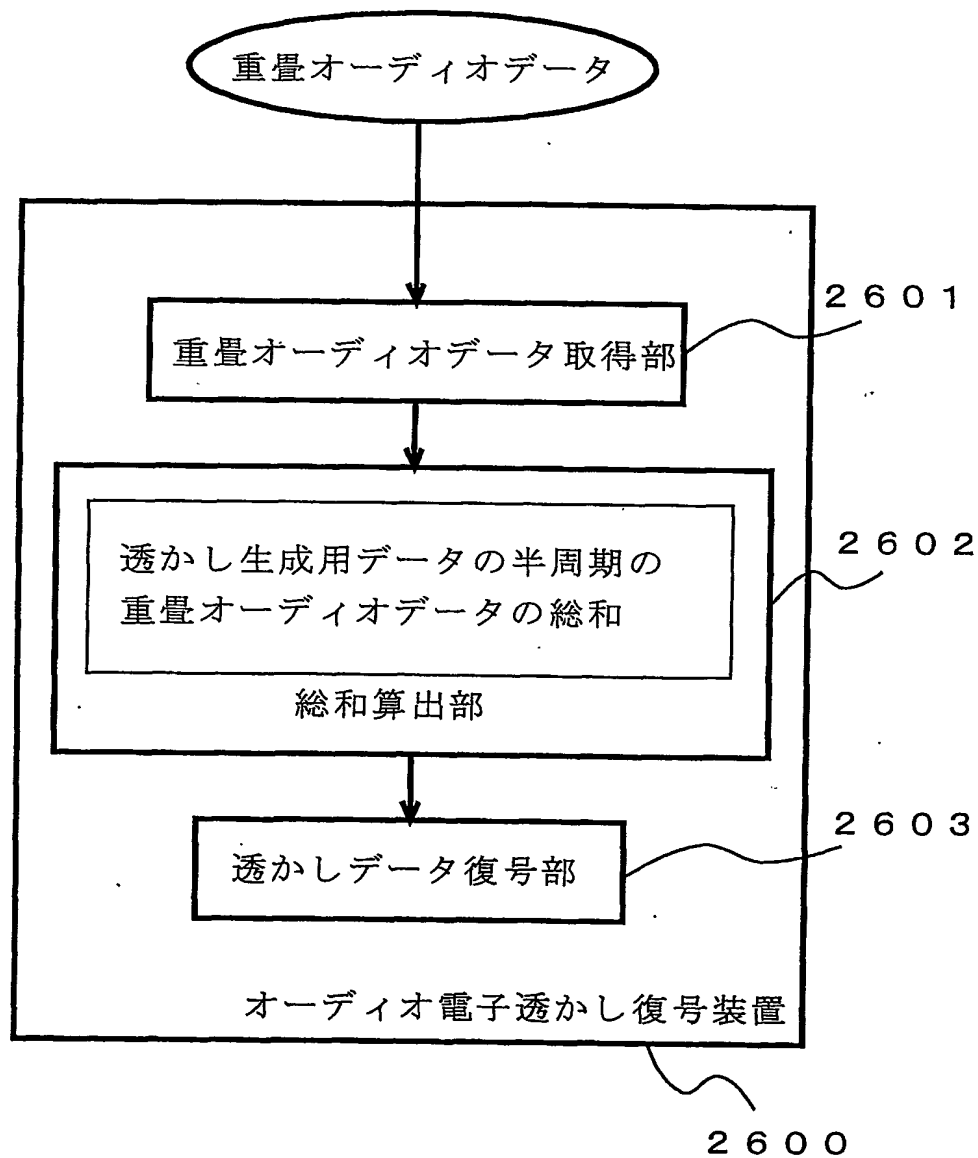 重畳オーディオデータ
２６０１
重畳オーディオデータ取得部
２６０２
透かし生成用データの半周期の
重畳オーディオデータの総和
総和算出部
２６０３
透かしデータ復号部
オーディオ電子透かし復号装置
２６００